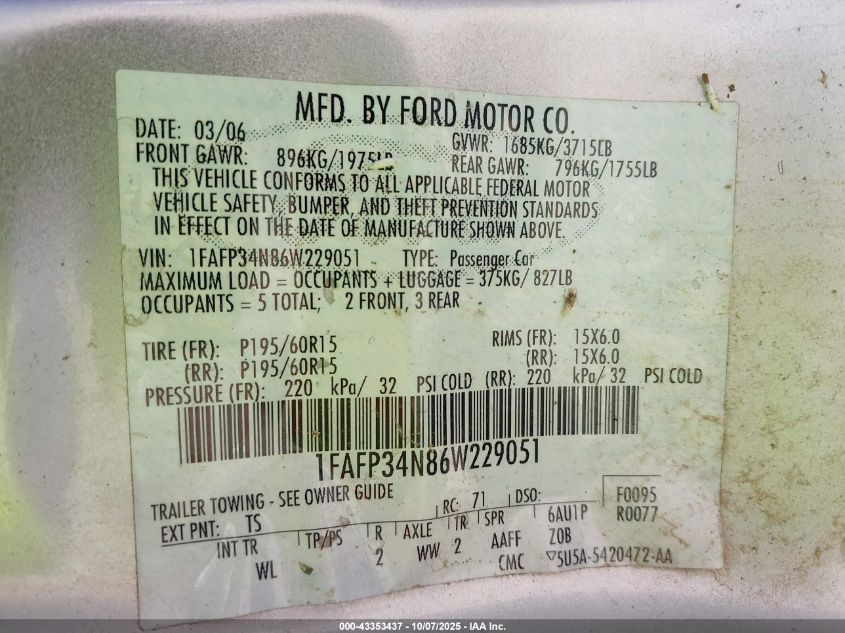 MFD. BY FORD MOTOR CO.
DATE: 03/06 GVWR: 1685KG/3715LB
FRONT GAWR: 896KG/1975LB REAR GAWR: 796KG/1755LB
THIS VEHICLE CONFORMS TO ALL APPLICABLE FEDERAL MOTOR
VEHICLE SAFETY, BUMPER, AND THEFT PREVENTION STANDARDS
IN EFFECT ON THE DATE OF MANUFACTURE SHOWN ABOVE.
VIN: 1FAFP34N86W229051 TYPE: Passenger Car
MAXIMUM LOAD = OCCUPANTS + LUGGAGE = 375KG/ 827LB
OCCUPANTS = 5 TOTAL; 2 FRONT, 3 REAR
TIRE (FR): P195/60R15 RIMS (FR): 15X6.0
(RR): P195/60R15 (RR): 15X6.0
PRESSURE (FR): 220 kPa/ 32 PSI COLD (RR): 220 kPa/ 32 PSI COLD
1FAFP34N86W229051
TRAILER TOWING - SEE OWNER GUIDE
EXT PNT: TS RC: 71 DSO: F0095
INT TR TP/PS R AXLE TR SPR 6AU1P R0077
WL 2 WW 2 AAFF ZOB
CMC ▽5U5A-5420472-AA
000-43353437 - 10/07/2025 - IAA Inc.